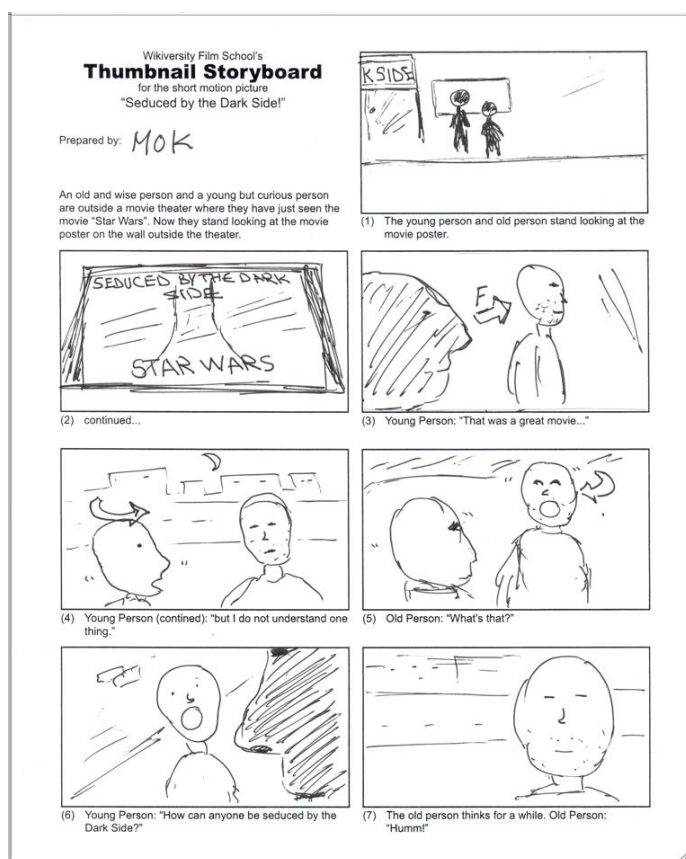 Wikiversity Film School's
Thumbnail Storyboard
for the short motion picture
"Seduced by the Dark Side!"
Prepared by: MOK
An old and wise person and a young but curious person
are outside a movie theater where they have just seen the
movie "Star Wars". Now they stand looking at the movie
poster on the wall outside the theater.
K SIDE
(1) The young person and old person stand looking at the
movie poster.
SEDUCED BY THE DARK
SIDE
STAR WARS
(2) continued...
F
(3) Young Person: "That was a great movie..."
(4) Young Person (contined): "but I do not understand one
thing."
(5) Old Person: "What's that?"
(6) Young Person: "How can anyone be seduced by the
Dark Side?"
(7) The old person thinks for a while. Old Person:
"Humm!"